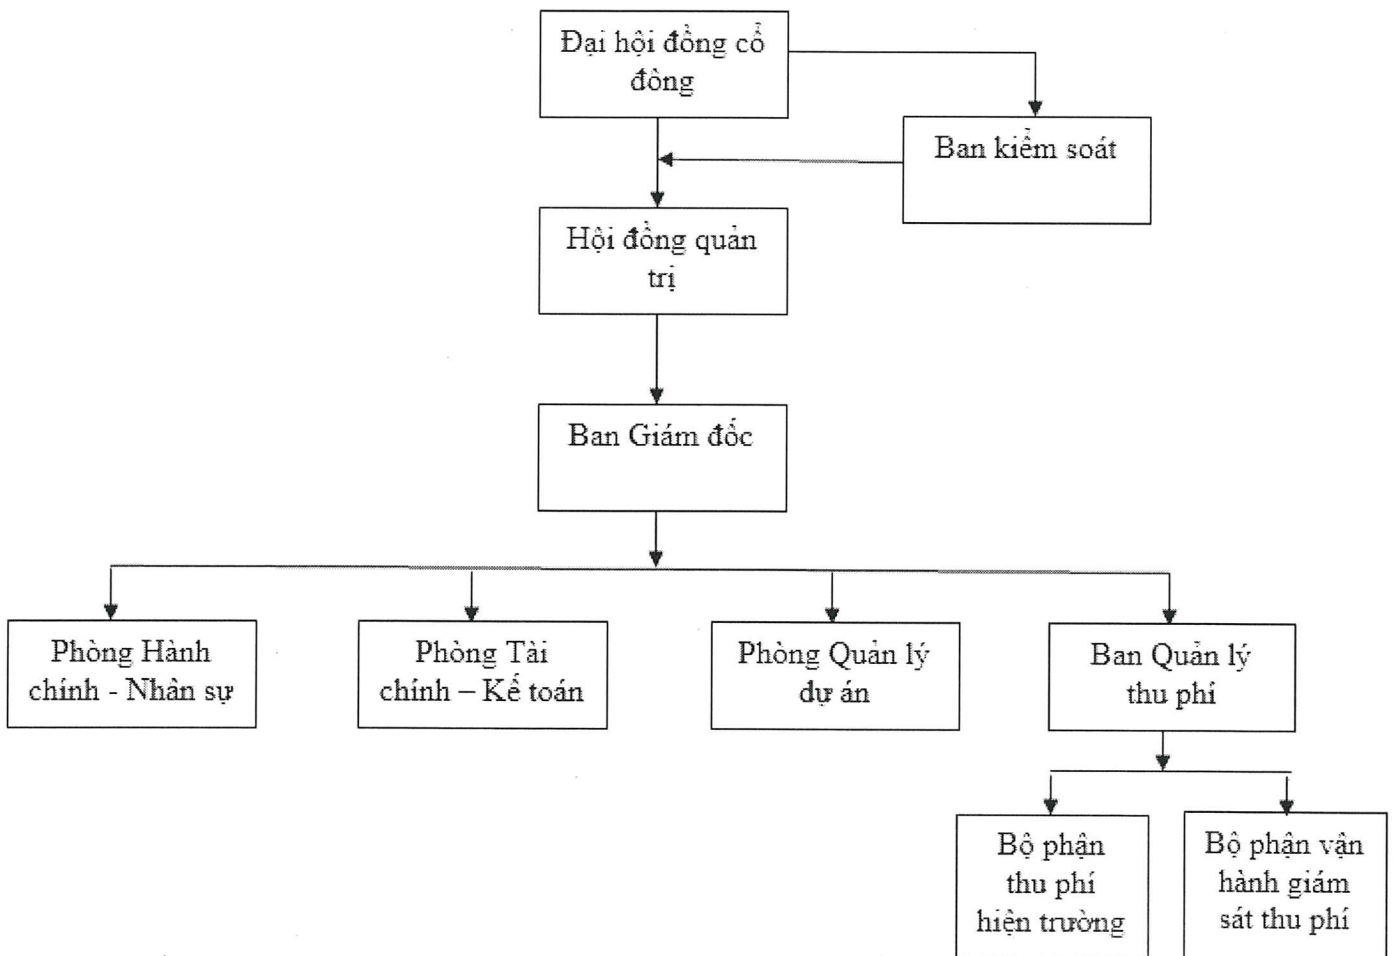 Đại hội đồng cổ
đông
Ban kiểm soát
Hội đồng quản
trị
Ban Giám đốc
Phòng Hành
chính - Nhân sự
Phòng Tài
chính – Kế toán
Phòng Quản lý
dự án
Ban Quản lý
thu phí
Bộ phận
thu phí
hiện trường
Bộ phận vận
hành giám
sát thu phí